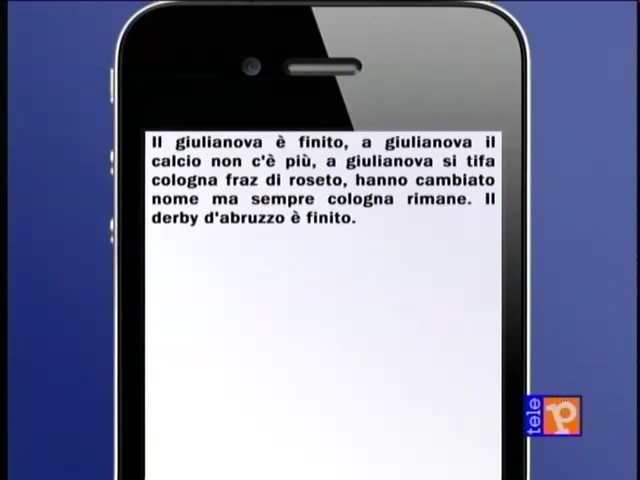 Il giulianova è finito, a giulianova il
calcio non c'è più, a giulianova si tifa
cologna fraz di roseto, hanno cambiato
nome ma sempre cologna rimane. Il
derby d'abruzzo è finito.
tele p